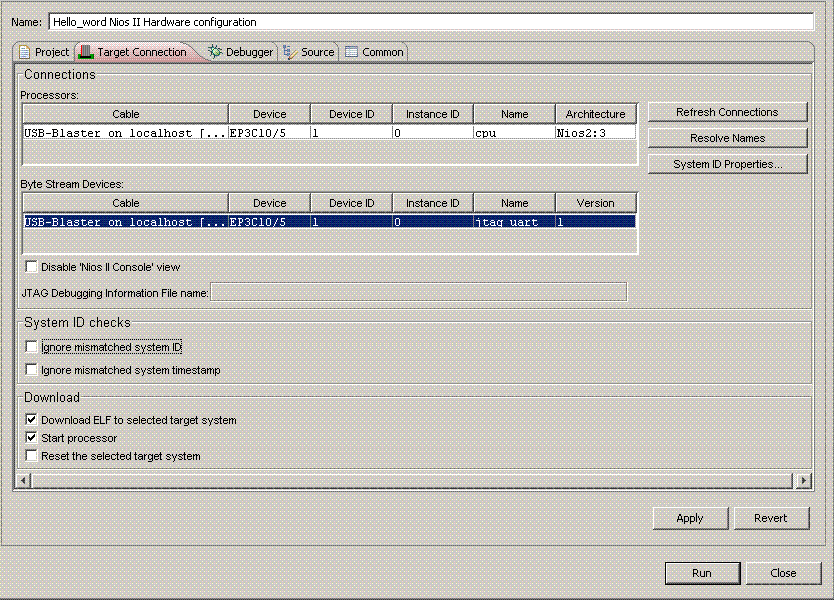 Name: Hello_word Nios II Hardware configuration
Project Target Connection Debugger Source Common
Connections
Processors:
Cable Device Device ID Instance ID Name Architecture
USB-Blaster on localhost [... EP3C10/5 1 0 cpu Nios2:3
Refresh Connections
Resolve Names
System ID Properties...
Byte Stream Devices:
Cable Device Device ID Instance ID Name Version
USB-Blaster on localhost [... EP3C10/5 1 0 jtag_uart 1
Disable 'Nios II Console' view
JTAG Debugging Information File name:
System ID checks
Ignore mismatched system ID
Ignore mismatched system timestamp
Download
Download ELF to selected target system
Start processor
Reset the selected target system
Apply Revert
Run Close